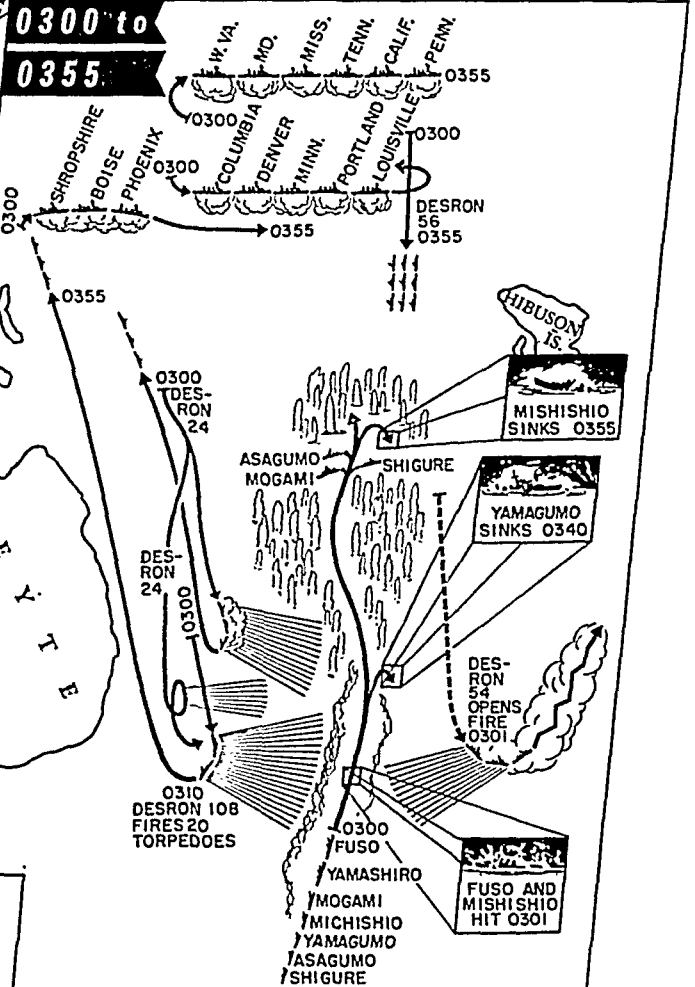 0300 to
0355
W. VA.
MD.
MISS.
TENN.
CALIF.
PENN.
0355
0300
COLUMBIA
DENVER
MINN.
PORTLAND
LOUISVILLE
0300
0300
SHROPSHIRE
BOISE
PHOENIX
0300
0355
DESRON
56
0355
0355
HIBUSON
IS.
0300
DES-
RON
24
MISHISHIO
SINKS 0355
ASAGUMO
MOGAMI
SHIGURE
YAMAGUMO
SINKS 0340
EYTE
DES-
RON
24
0300
DES-
RON
54
OPENS
FIRE
0301
0310
DESRON 108
FIRES 20
TORPEDOES
0300
FUSO
YAMASHIRO
MOGAMI
MICHISHIO
YAMAGUMO
ASAGUMO
SHIGURE
FUSO AND
MISHISHIO
HIT 0301